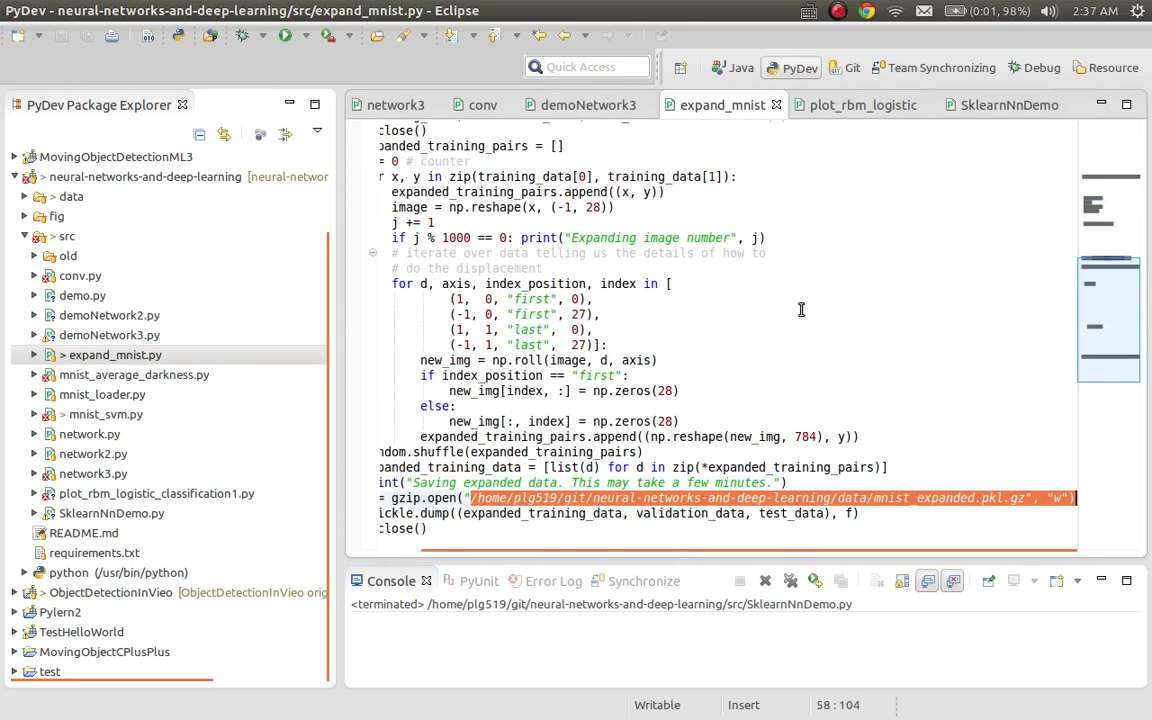 PyDev - neural-networks-and-deep-learning/src/expand_mnist.py - Eclipse
(0:01, 98%) 2:37 AM
Quick Access
Java PyDev Git Team Synchronizing Debug Resource
PyDev Package Explorer
MovingObjectDetectionML3
> neural-networks-and-deep-learning [neural-networ
> data
fig
> src
old
conv.py
demo.py
demoNetwork2.py
demoNetwork3.py
> expand_mnist.py
mnist_average_darkness.py
mnist_loader.py
> mnist_svm.py
network.py
network2.py
network3.py
plot_rbm_logistic_classification1.py
SklearnNnDemo.py
README.md
requirements.txt
python (/usr/bin/python)
> ObjectDetectionInVieo [ObjectDetectionInVieo orig
Pylern2
TestHelloWorld
MovingObjectCPlusPlus
test
network3 conv demoNetwork3 expand_mnist plot_rbm_logistic SklearnNnDemo
close()
panded_training_pairs = []
= 0 # counter
r x, y in zip(training_data[0], training_data[1]):
expanded_training_pairs.append((x, y))
image = np.reshape(x, (-1, 28))
j += 1
if j % 1000 == 0: print("Expanding image number", j)
# iterate over data telling us the details of how to
# do the displacement
for d, axis, index_position, index in [
(1, 0, "first", 0),
(-1, 0, "first", 27),
(1, 1, "last", 0),
(-1, 1, "last", 27)]:
new_img = np.roll(image, d, axis)
if index_position == "first":
new_img[index, :] = np.zeros(28)
else:
new_img[:, index] = np.zeros(28)
expanded_training_pairs.append((np.reshape(new_img, 784), y))
ndom.shuffle(expanded_training_pairs)
panded_training_data = [list(d) for d in zip(*expanded_training_pairs)]
int("Saving expanded data. This may take a few minutes.")
= gzip.open("/home/plg519/git/neural-networks-and-deep-learning/data/mnist_expanded.pkl.gz", "w")
ickle.dump((expanded_training_data, validation_data, test_data), f)
close()
Console PyUnit Error Log Synchronize
<terminated> /home/plg519/git/neural-networks-and-deep-learning/src/SklearnNnDemo.py
Writable Insert 58 : 104